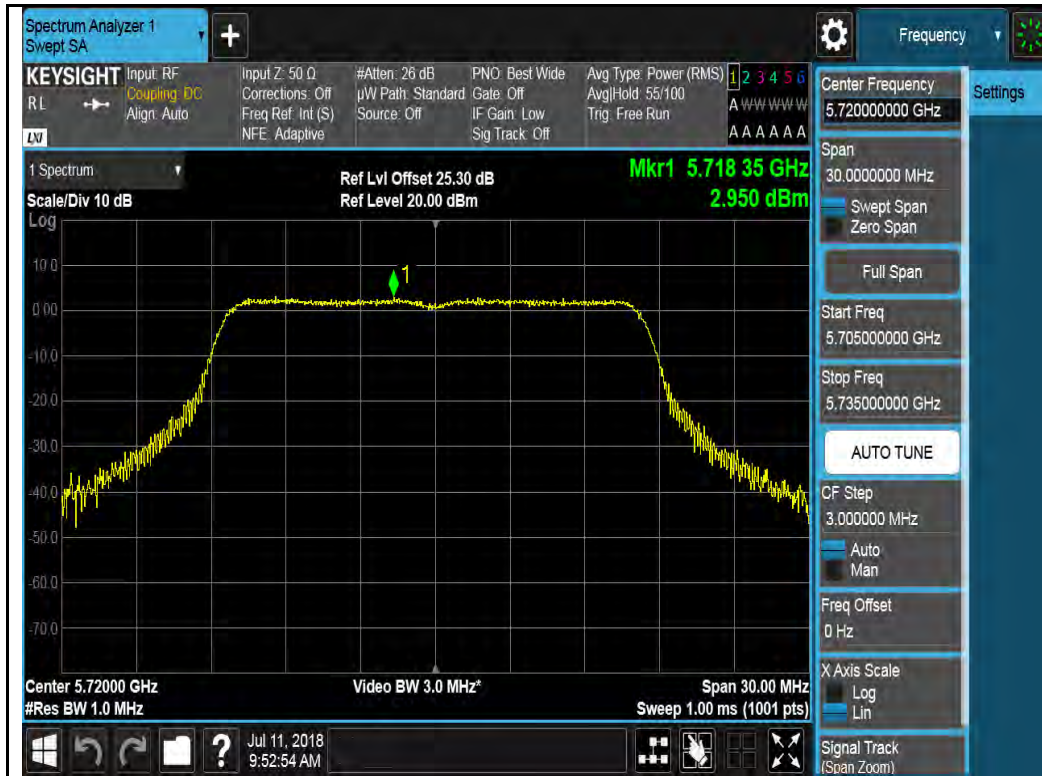 Spectrum Analyzer 1
Swept SA
+
Frequency
KEYSIGHT
RL
LXI
Input: RF
Coupling: DC
Align: Auto
Input Z: 50 Ω
Corrections: Off
Freq Ref: Int (S)
NFE: Adaptive
#Atten: 26 dB
µW Path: Standard
Source: Off
PNO: Best Wide
Gate: Off
IF Gain: Low
Sig Track: Off
Avg Type: Power (RMS)
Avg|Hold: 55/100
Trig: Free Run
1 2 3 4 5 6
A W W W W W
A A A A A A
1 Spectrum
Scale/Div 10 dB
Ref Lvl Offset 25.30 dB
Ref Level 20.00 dBm
Mkr1 5.718 35 GHz
2.950 dBm
Log
10.0
0.00
-10.0
-20.0
-30.0
-40.0
-50.0
-60.0
-70.0
1
Center 5.72000 GHz
#Res BW 1.0 MHz
Video BW 3.0 MHz*
Span 30.00 MHz
Sweep 1.00 ms (1001 pts)
Center Frequency
5.720000000 GHz
Settings
Span
30.0000000 MHz
Swept Span
Zero Span
Full Span
Start Freq
5.705000000 GHz
Stop Freq
5.735000000 GHz
AUTO TUNE
CF Step
3.000000 MHz
Auto
Man
Freq Offset
0 Hz
X Axis Scale
Log
Lin
Signal Track
(Span Zoom)
?
Jul 11, 2018
9:52:54 AM